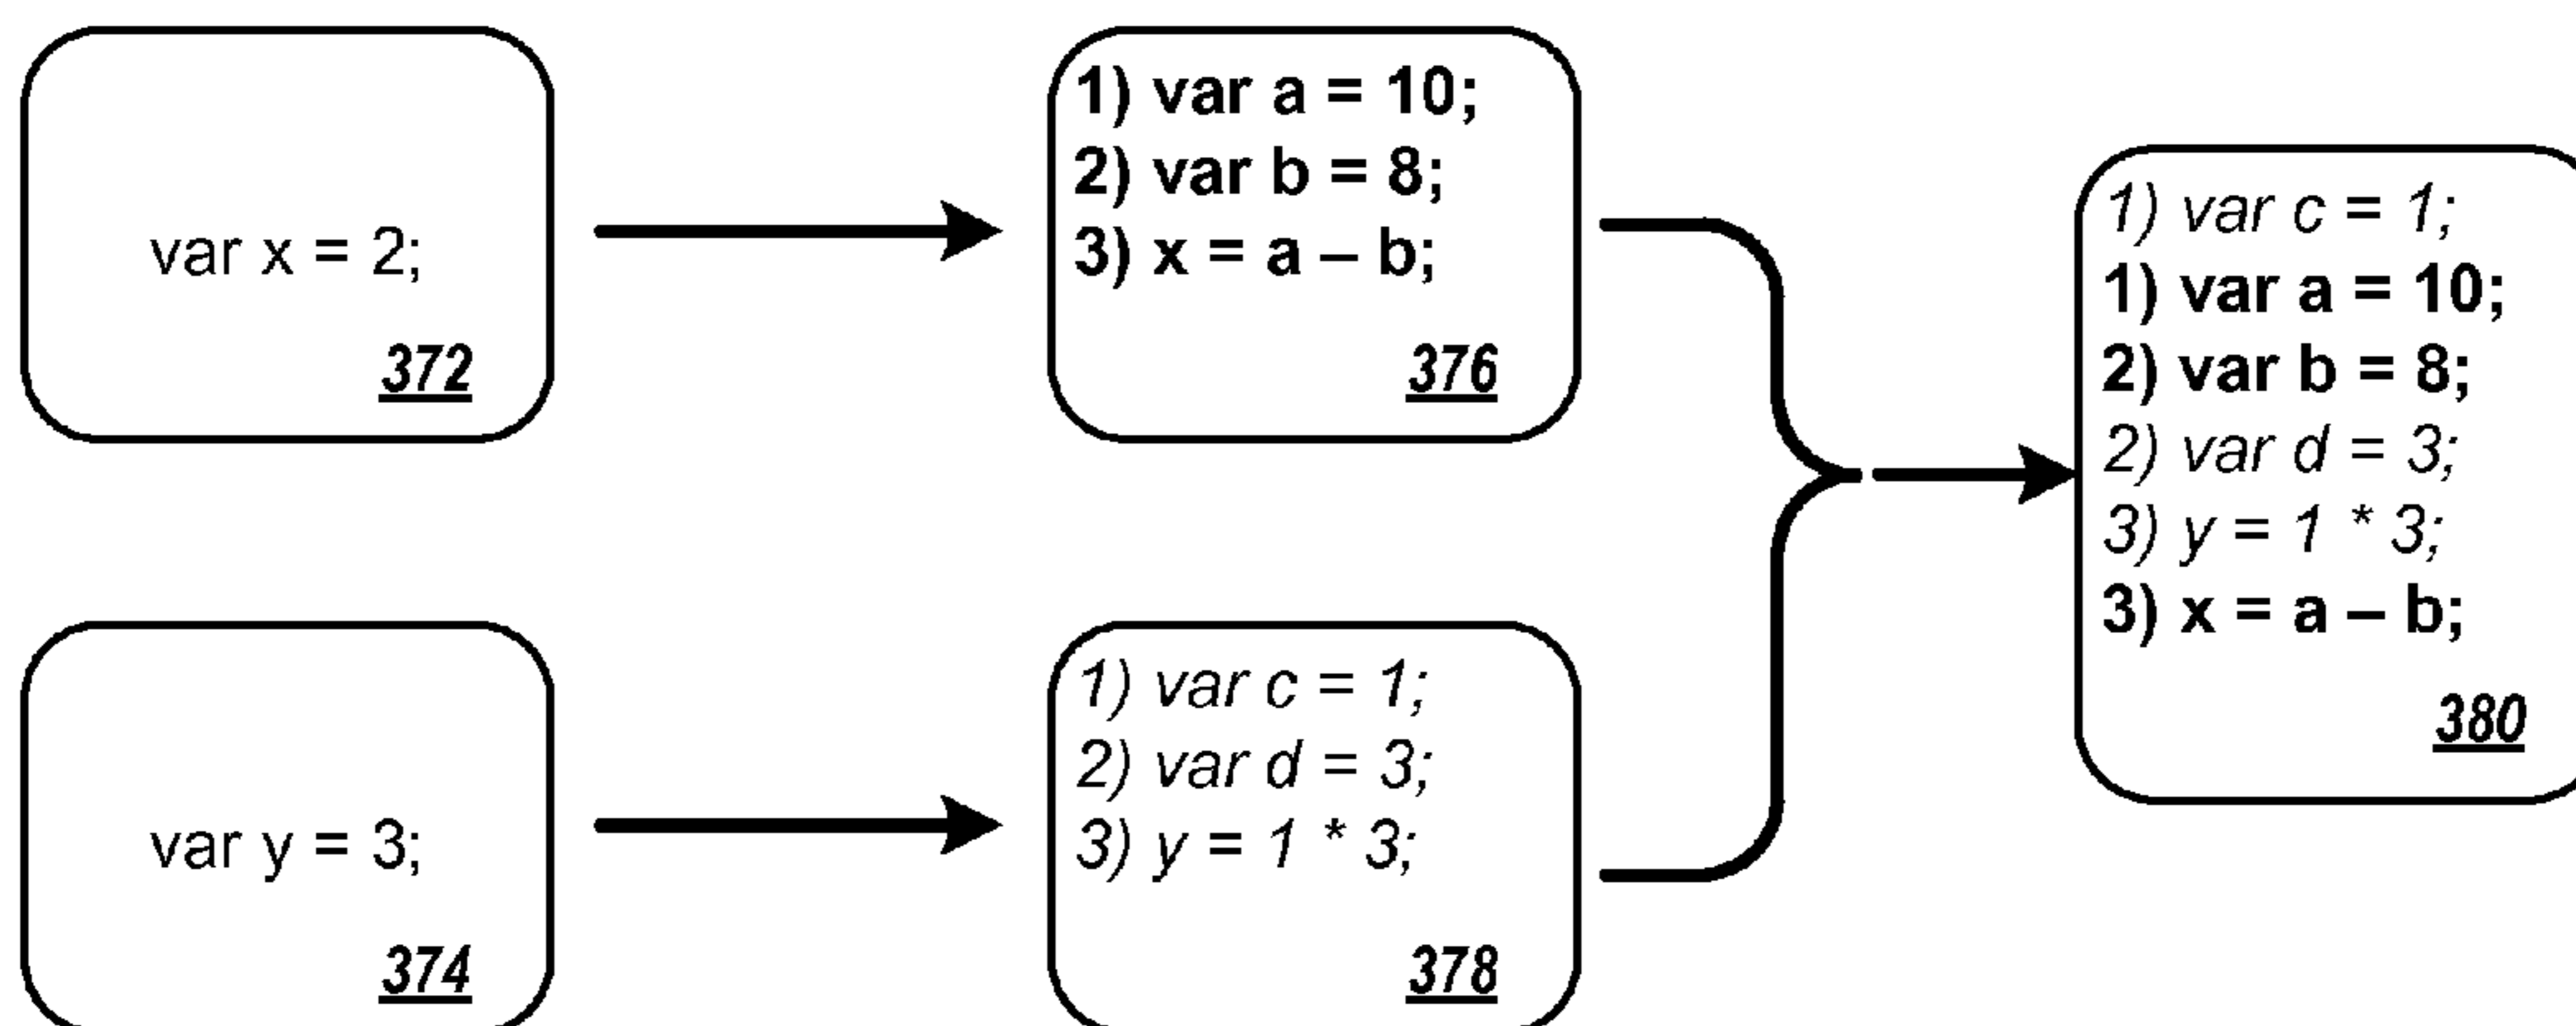 var x = 2;
372
1) var a = 10;
2) var b = 8;
3) x = a – b;
376
var y = 3;
374
1) var c = 1;
2) var d = 3;
3) y = 1 * 3;
378
1) var c = 1;
1) var a = 10;
2) var b = 8;
2) var d = 3;
3) y = 1 * 3;
3) x = a – b;
380